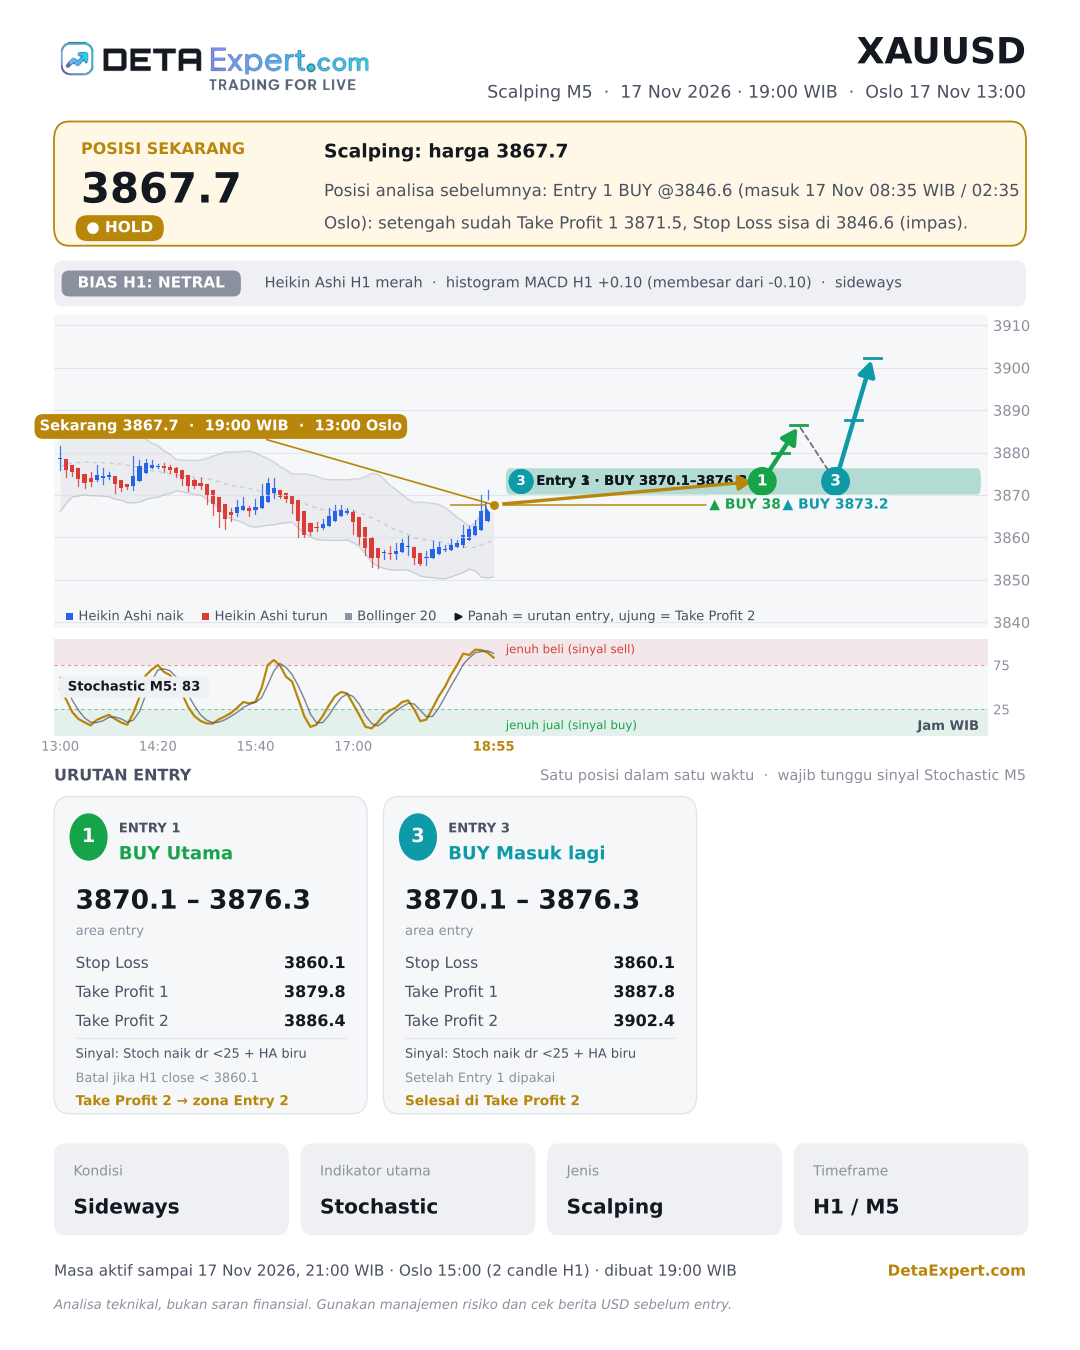 DETA Expert.com
TRADING FOR LIVE
XAUUSD
Scalping M5 · 17 Nov 2026 · 19:00 WIB · Oslo 17 Nov 13:00
POSISI SEKARANG
3867.7
HOLD
Scalping: harga 3867.7
Posisi analisa sebelumnya: Entry 1 BUY @3846.6 (masuk 17 Nov 08:35 WIB / 02:35
Oslo): setengah sudah Take Profit 1 3871.5, Stop Loss sisa di 3846.6 (impas).
BIAS H1: NETRAL
Heikin Ashi H1 merah · histogram MACD H1 +0.10 (membesar dari -0.10) · sideways
3910
3900
3890
3880
3870
3860
3850
3840
Sekarang 3867.7 · 19:00 WIB · 13:00 Oslo
3 Entry 3 · BUY 3870.1–3876.3
1
3
▲ BUY 38
▲ BUY 3873.2
Heikin Ashi naik
Heikin Ashi turun
Bollinger 20
Panah = urutan entry, ujung = Take Profit 2
jenuh beli (sinyal sell)
75
Stochastic M5: 83
25
jenuh jual (sinyal buy)
Jam WIB
13:00
14:20
15:40
17:00
18:55
URUTAN ENTRY
Satu posisi dalam satu waktu · wajib tunggu sinyal Stochastic M5
1
ENTRY 1
BUY Utama
3870.1 – 3876.3
area entry
Stop Loss 3860.1
Take Profit 1 3879.8
Take Profit 2 3886.4
Sinyal: Stoch naik dr <25 + HA biru
Batal jika H1 close < 3860.1
Take Profit 2 → zona Entry 2
3
ENTRY 3
BUY Masuk lagi
3870.1 – 3876.3
area entry
Stop Loss 3860.1
Take Profit 1 3887.8
Take Profit 2 3902.4
Sinyal: Stoch naik dr <25 + HA biru
Setelah Entry 1 dipakai
Selesai di Take Profit 2
Kondisi
Sideways
Indikator utama
Stochastic
Jenis
Scalping
Timeframe
H1 / M5
Masa aktif sampai 17 Nov 2026, 21:00 WIB · Oslo 15:00 (2 candle H1) · dibuat 19:00 WIB
DetaExpert.com
Analisa teknikal, bukan saran finansial. Gunakan manajemen risiko dan cek berita USD sebelum entry.